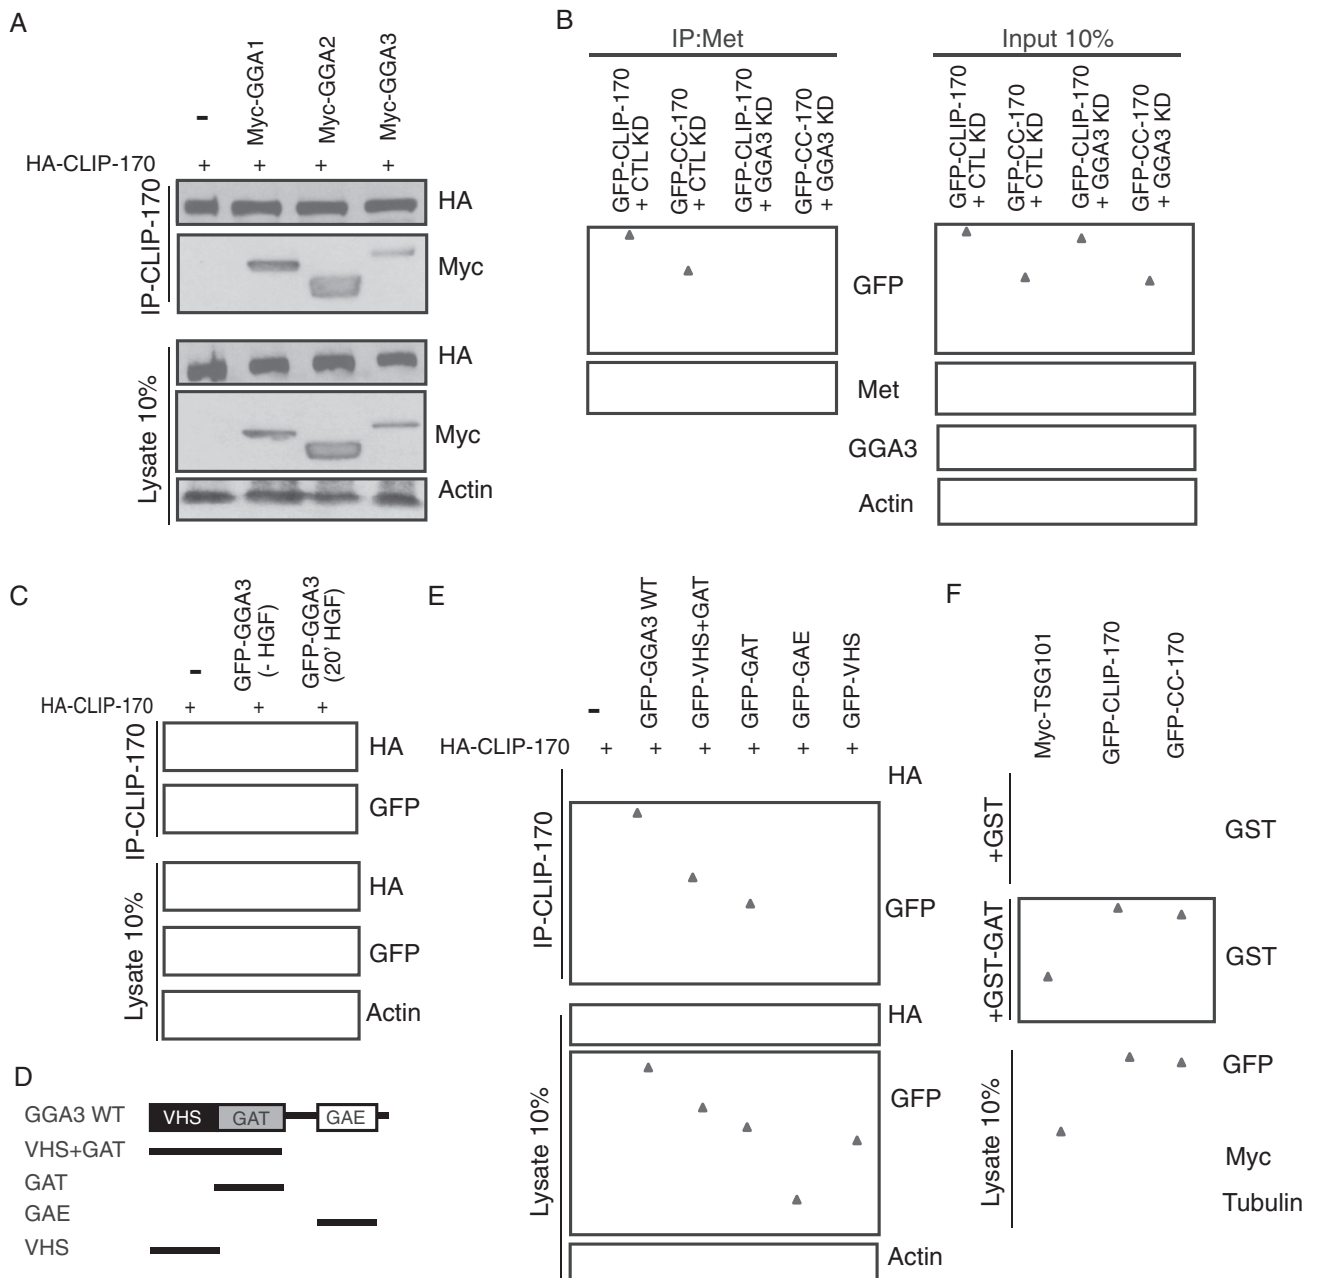 A
-
Myc-GGA1
Myc-GGA2
Myc-GGA3
HA-CLIP-170
+ + + +
IP-CLIP-170
HA
Myc
Lysate 10%
HA
Myc
Actin
B
IP:Met
Input 10%
GFP-CLIP-170
+ CTL KD
GFP-CC-170
+ CTL KD
GFP-CLIP-170
+ GGA3 KD
GFP-CC-170
+ GGA3 KD
GFP-CLIP-170
+ CTL KD
GFP-CC-170
+ CTL KD
GFP-CLIP-170
+ GGA3 KD
GFP-CC-170
+ GGA3 KD
GFP
Met
GGA3
Actin
C
-
GFP-GGA3
(- HGF)
GFP-GGA3
(20' HGF)
HA-CLIP-170
+ + +
IP-CLIP-170
HA
GFP
Lysate 10%
HA
GFP
Actin
D
GGA3 WT
VHS
GAT
GAE
VHS+GAT
GAT
GAE
VHS
E
-
GFP-GGA3 WT
GFP-VHS+GAT
GFP-GAT
GFP-GAE
GFP-VHS
HA-CLIP-170
+ + + + + +
IP-CLIP-170
HA
GFP
Lysate 10%
HA
GFP
Actin
F
Myc-TSG101
GFP-CLIP-170
GFP-CC-170
+GST
GST
+GST-GAT
GST
Lysate 10%
GFP
Myc
Tubulin